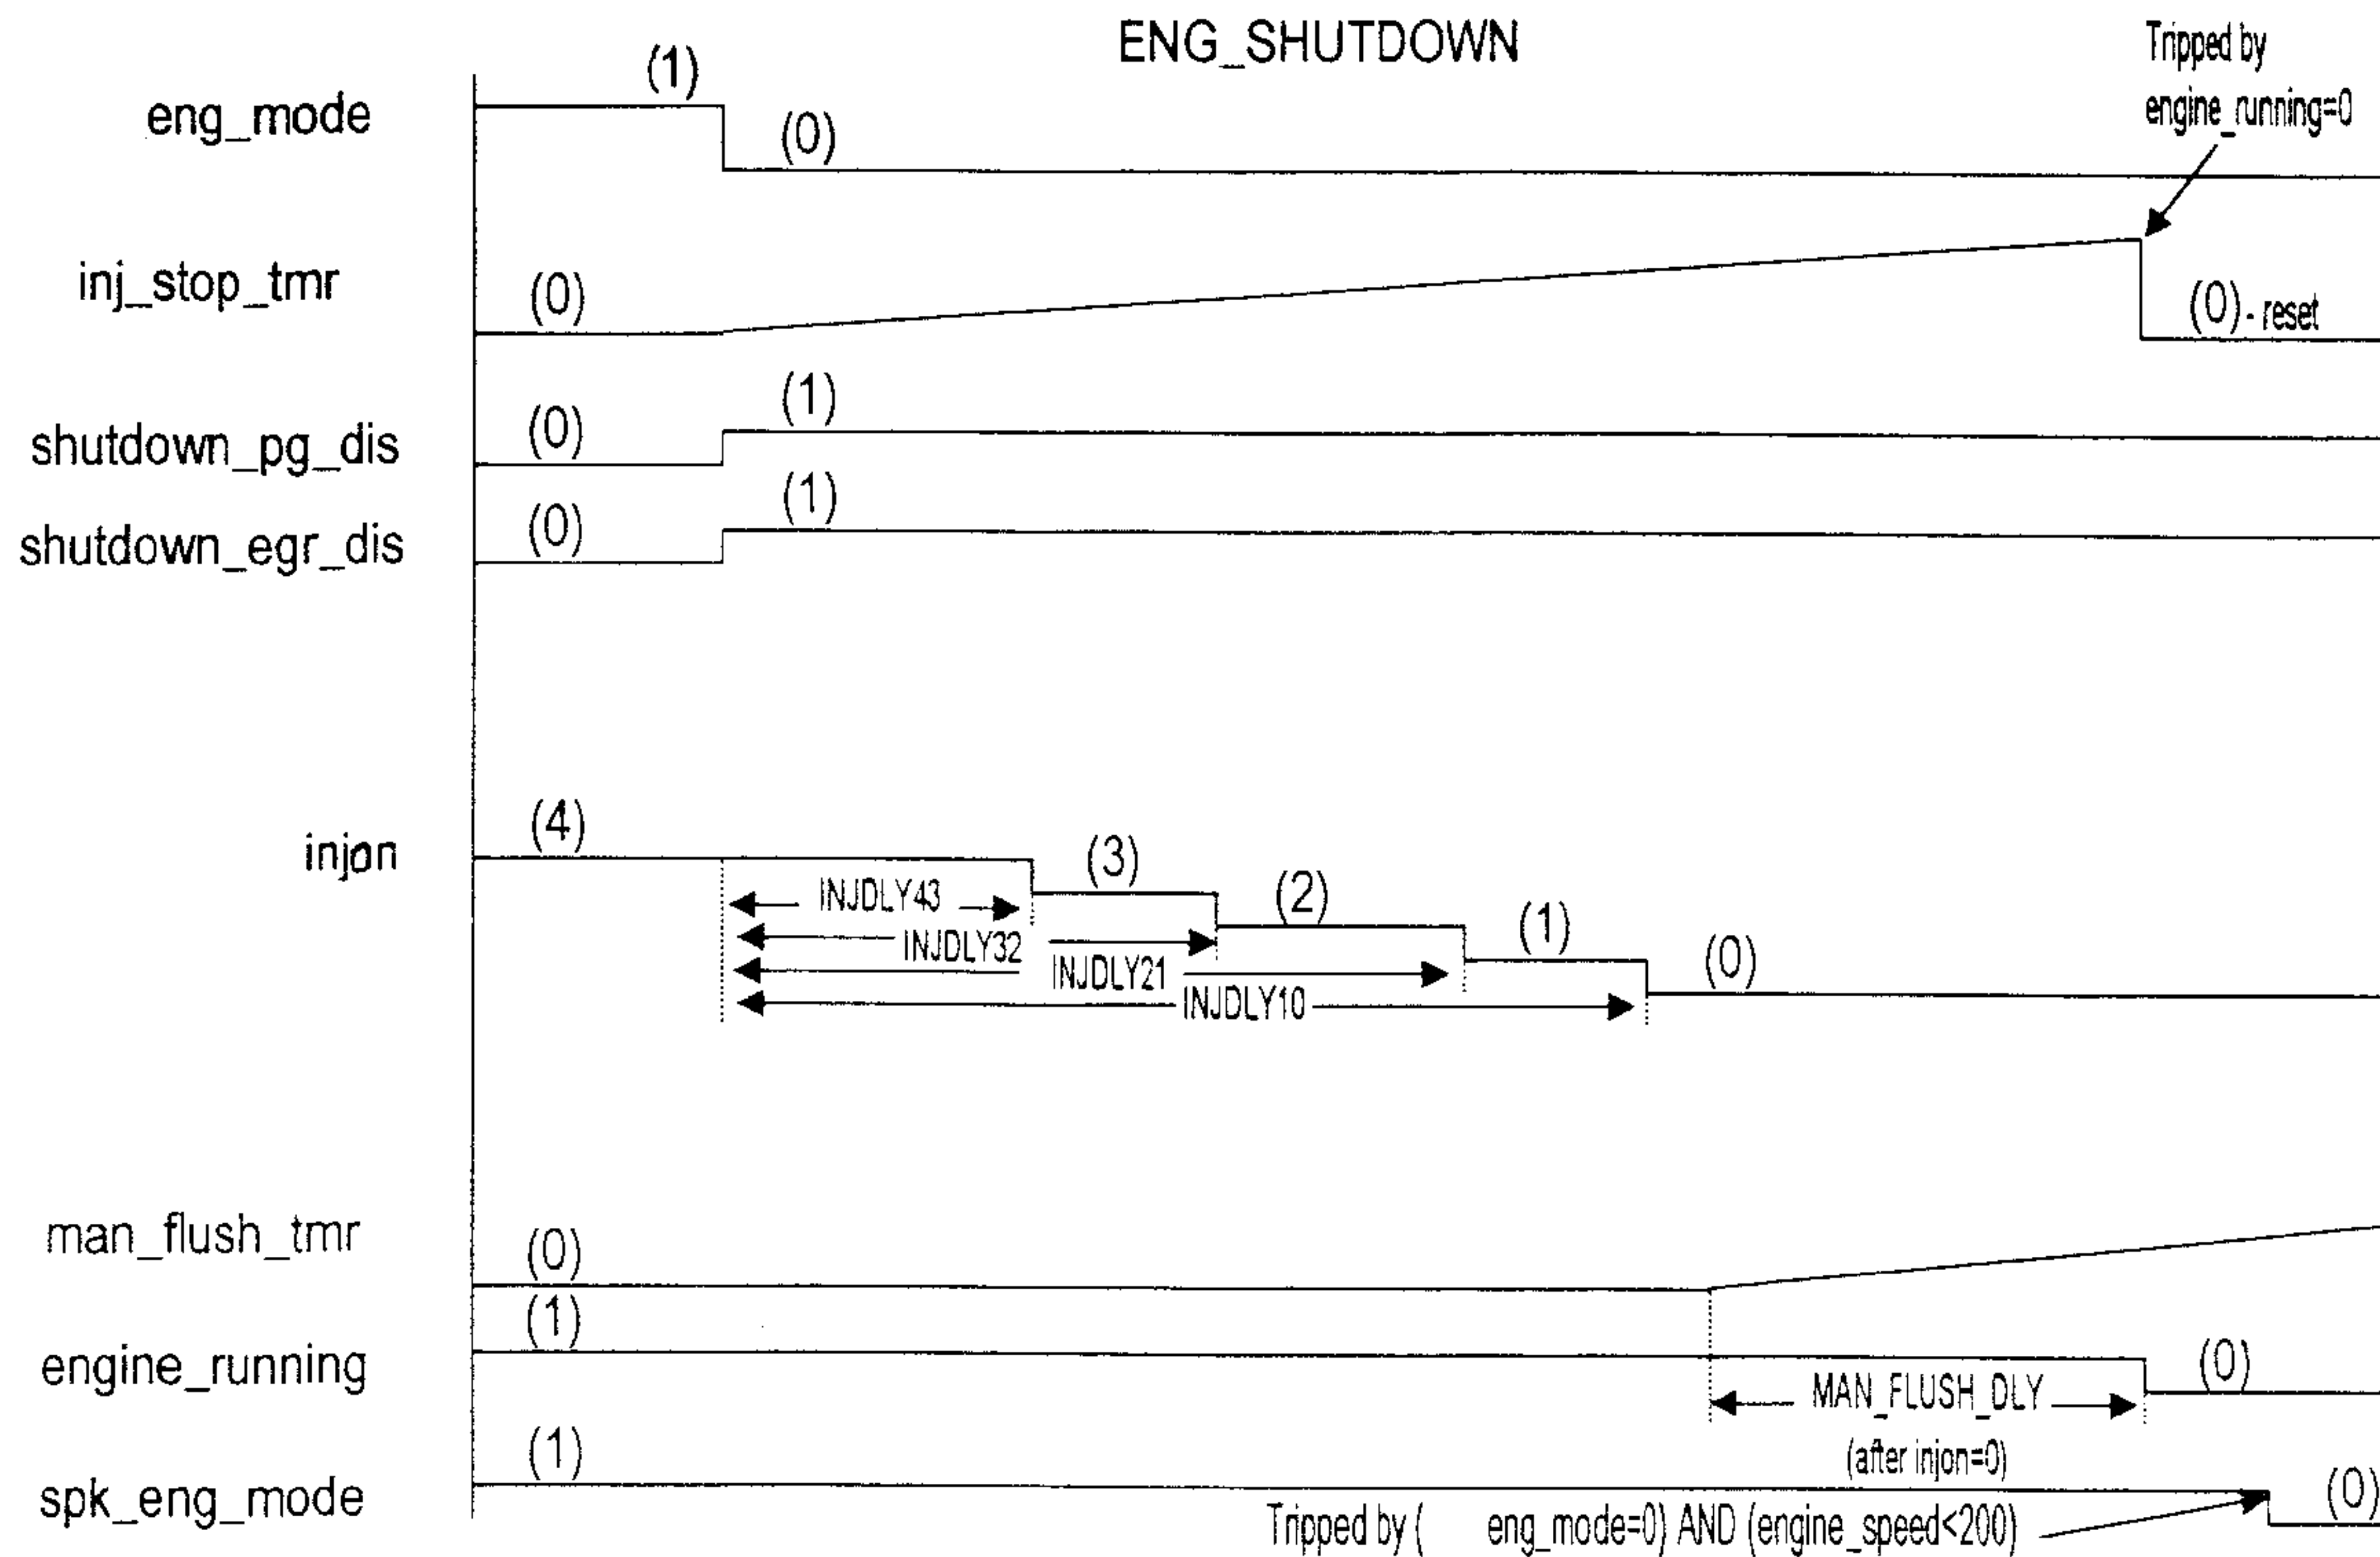 ENG_SHUTDOWN
Tripped by
engine_running=0
eng_mode
(1)
(0)
inj_stop_tmr
(0)
(0) - reset
shutdown_pg_dis
(0)
(1)
shutdown_egr_dis
(0)
(1)
injon
(4)
(3)
(2)
(1)
(0)
INJDLY43
INJDLY32
INJDLY21
INJDLY10
man_flush_tmr
(0)
engine_running
(1)
(0)
MAN_FLUSH_DLY
(after injon=0)
spk_eng_mode
(1)
(0)
Tripped by ( eng_mode=0) AND (engine_speed<200)